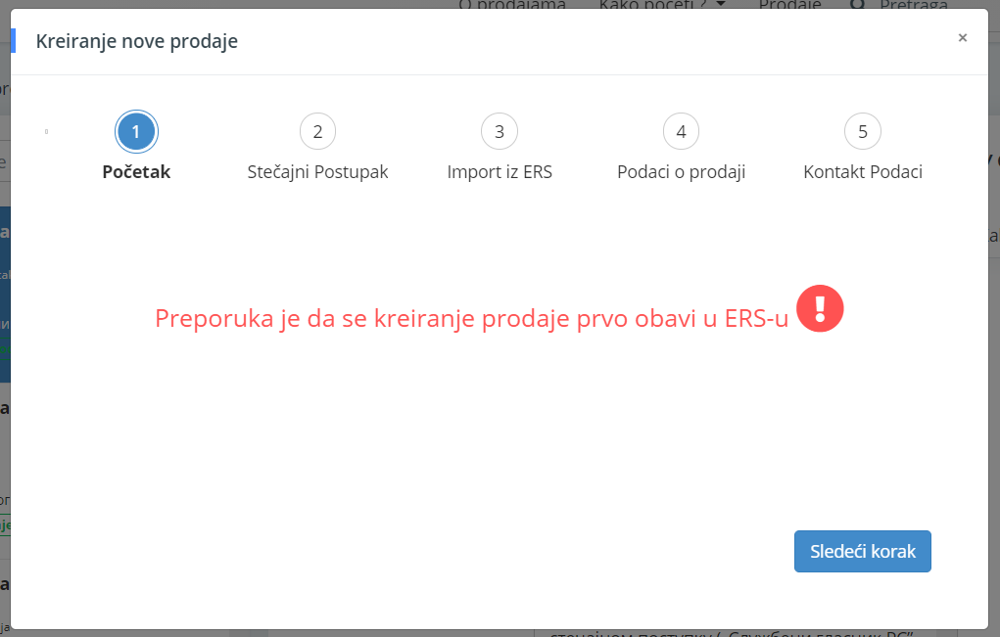 O prodajama Kako početi ? Prodaje Pretraga
Kreiranje nove prodaje
×
1 2 3 4 5
Početak Stečajni Postupak Import iz ERS Podaci o prodaji Kontakt Podaci
Preporuka je da se kreiranje prodaje prvo obavi u ERS-u
Sledeći korak